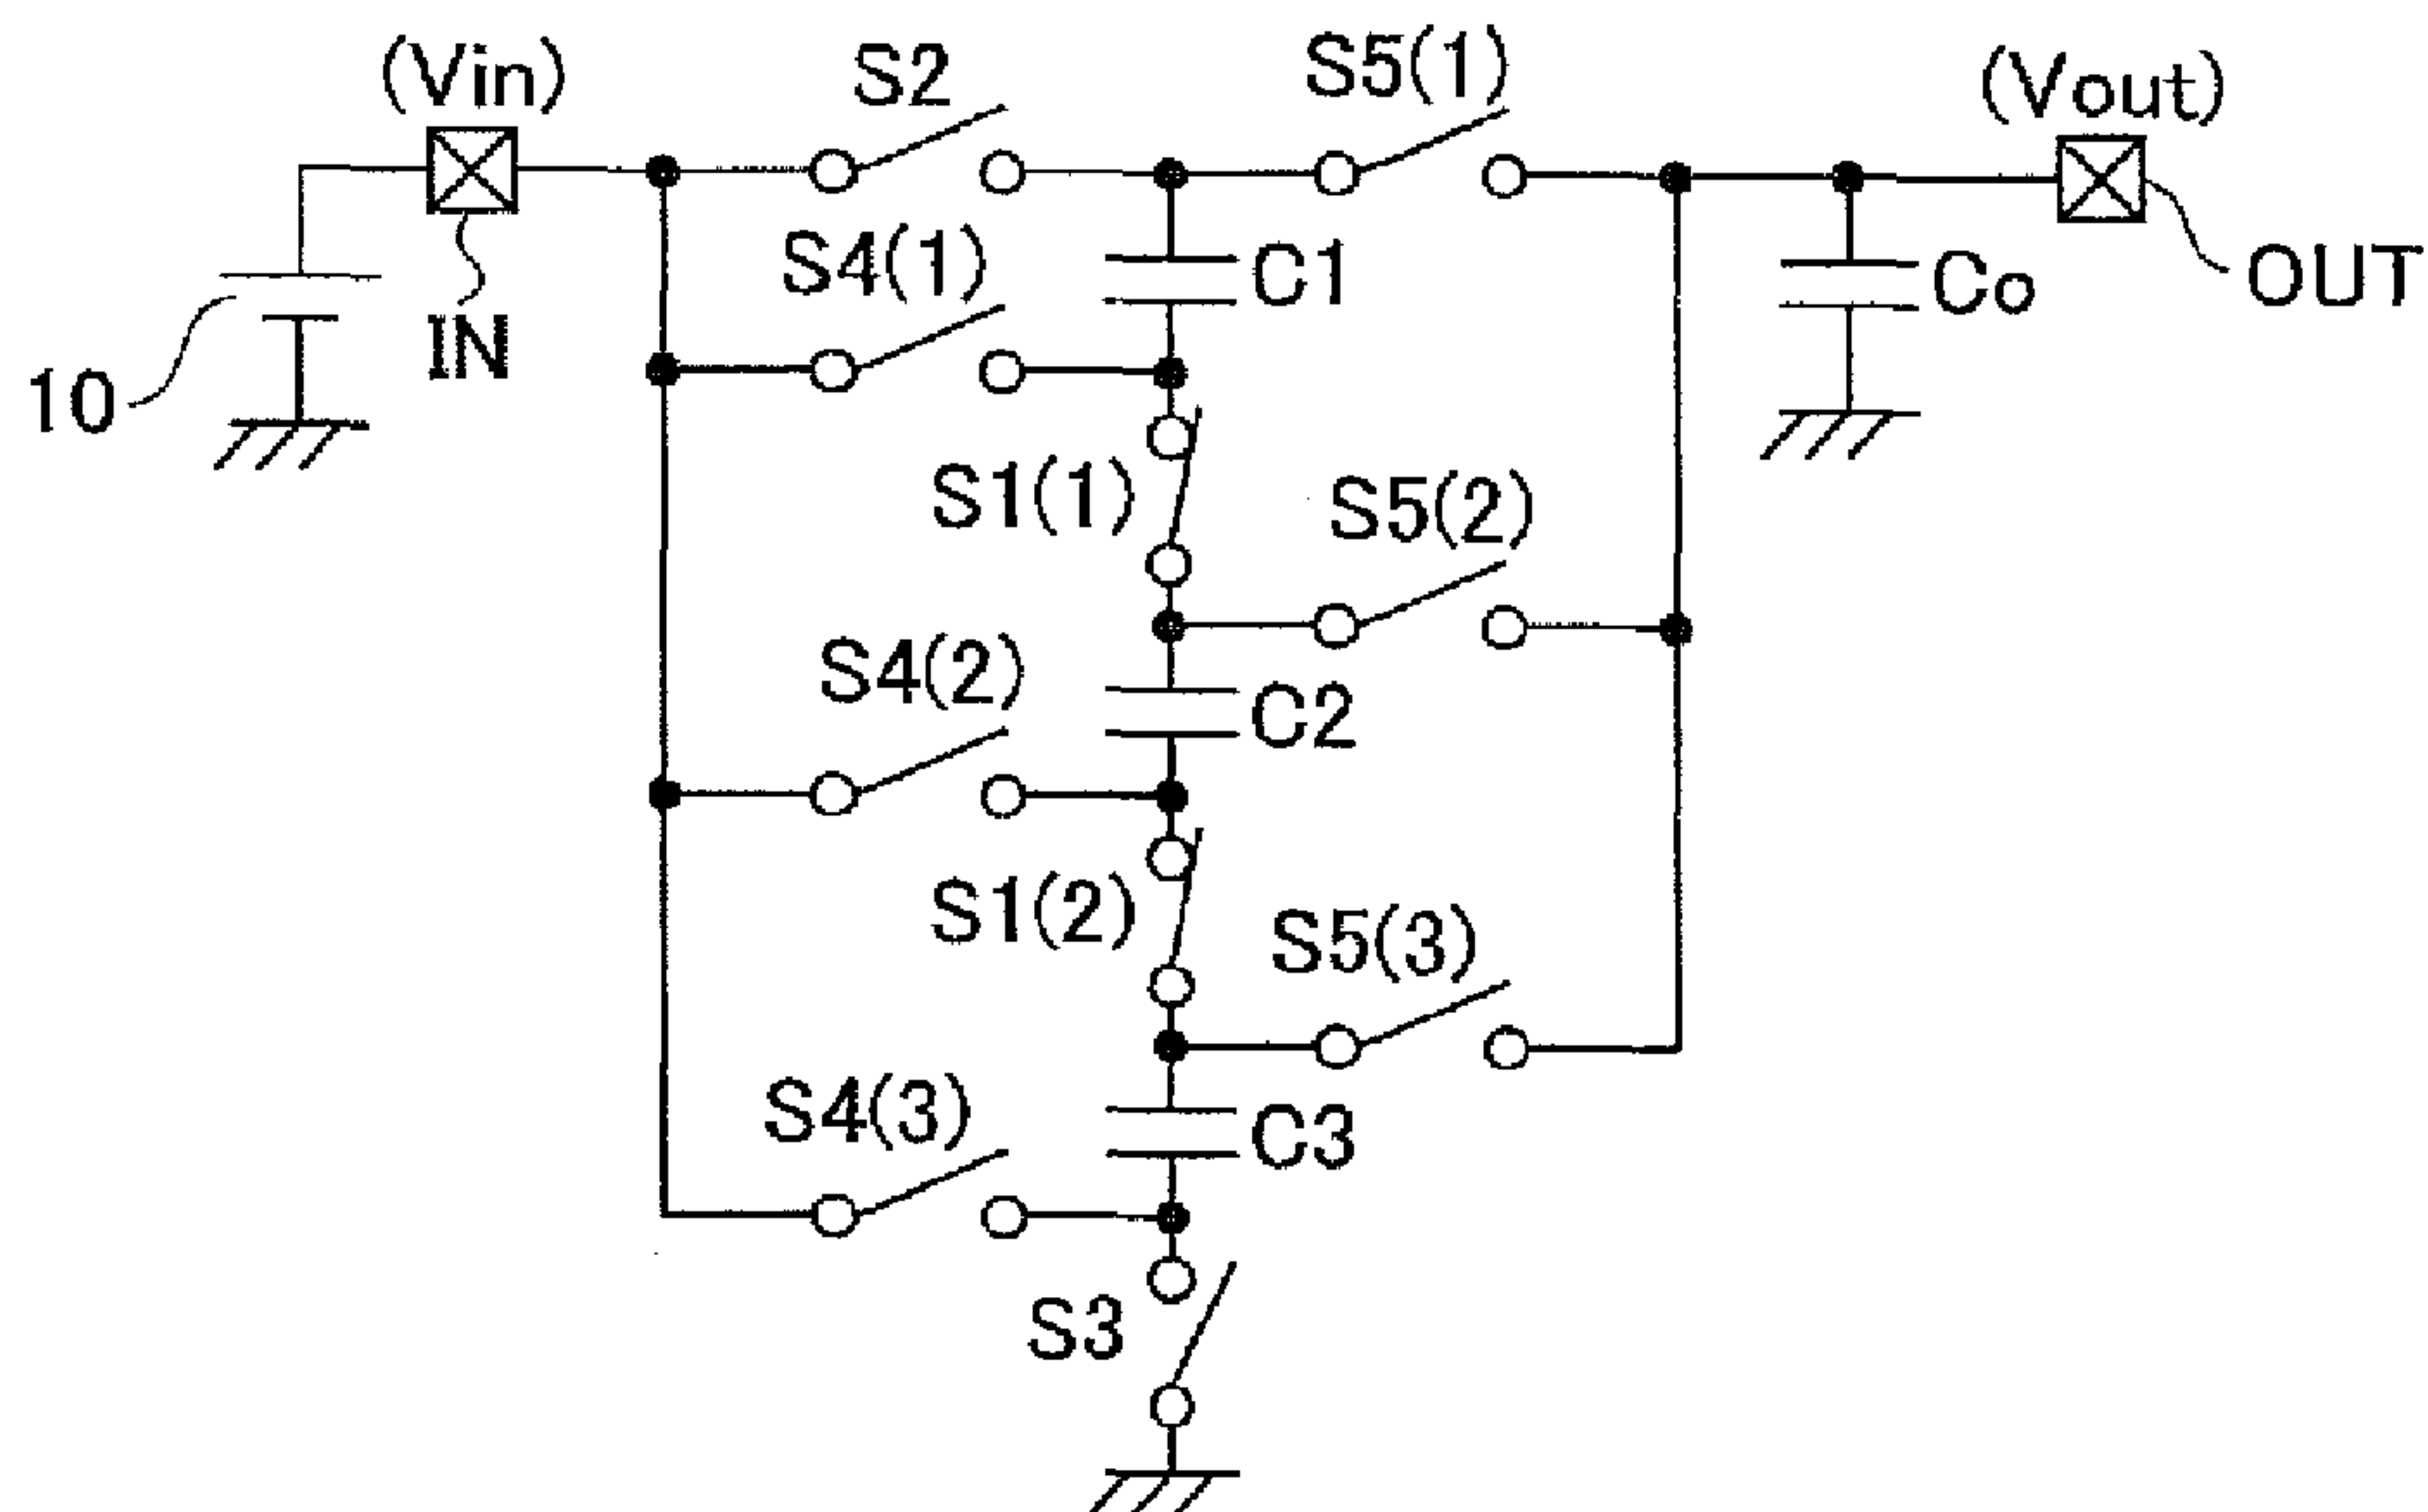 (Vin) S2 S5(1) (Vout)
S4(1) C1 Co OUT
10 IN
S1(1) S5(2)
S4(2) C2
S1(2) S5(3)
S4(3) C3
S3